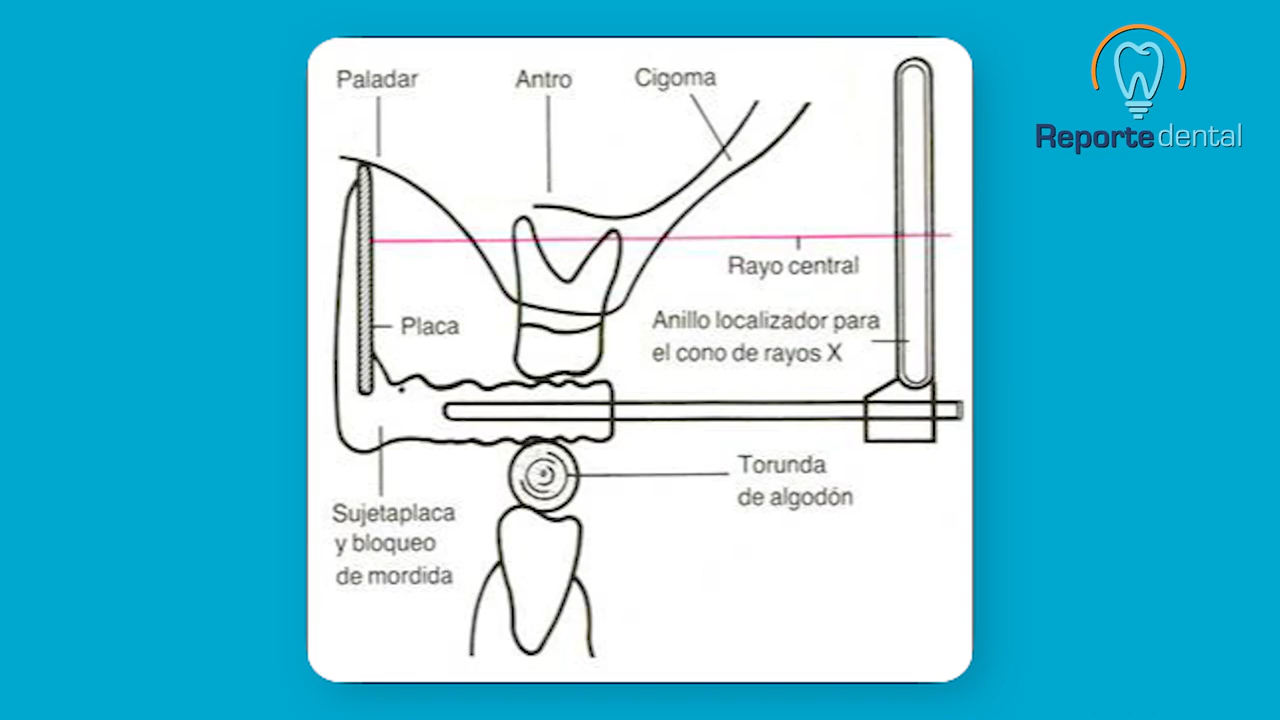 Paladar
Antro
Cigoma
Reporte dental
Rayo central
Placa
Anillo localizador para
el cono de rayos X
Torunda
de algodón
Sujetaplaca
y bloqueo
de mordida